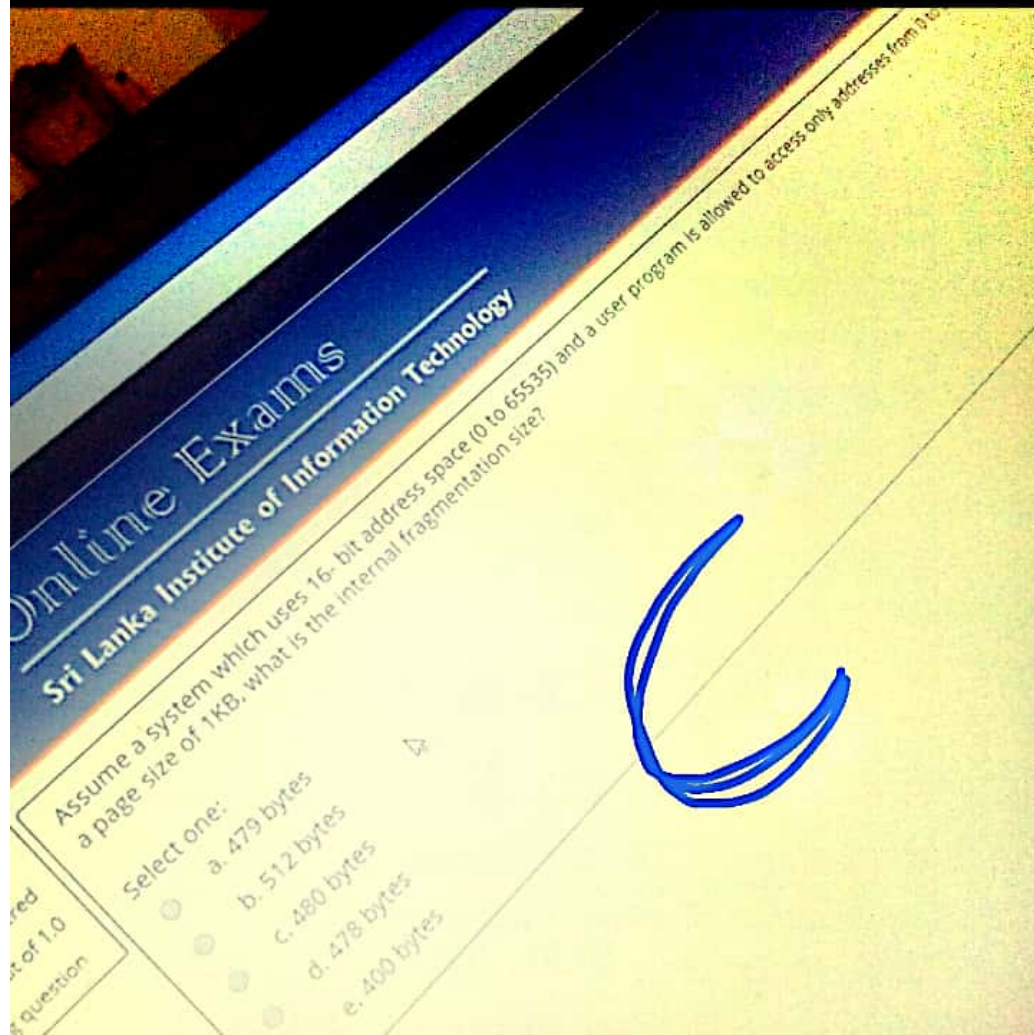 Online Exams
Sri Lanka Institute of Information Technology
Assume a system which uses 16- bit address space (0 to 65535) and a user program is allowed to access only addresses from 0 to
a page size of 1KB, what is the internal fragmentation size?
Select one:
a. 479 bytes
b. 512 bytes
c. 480 bytes
d. 478 bytes
e. 400 bytes
of 1.0
question